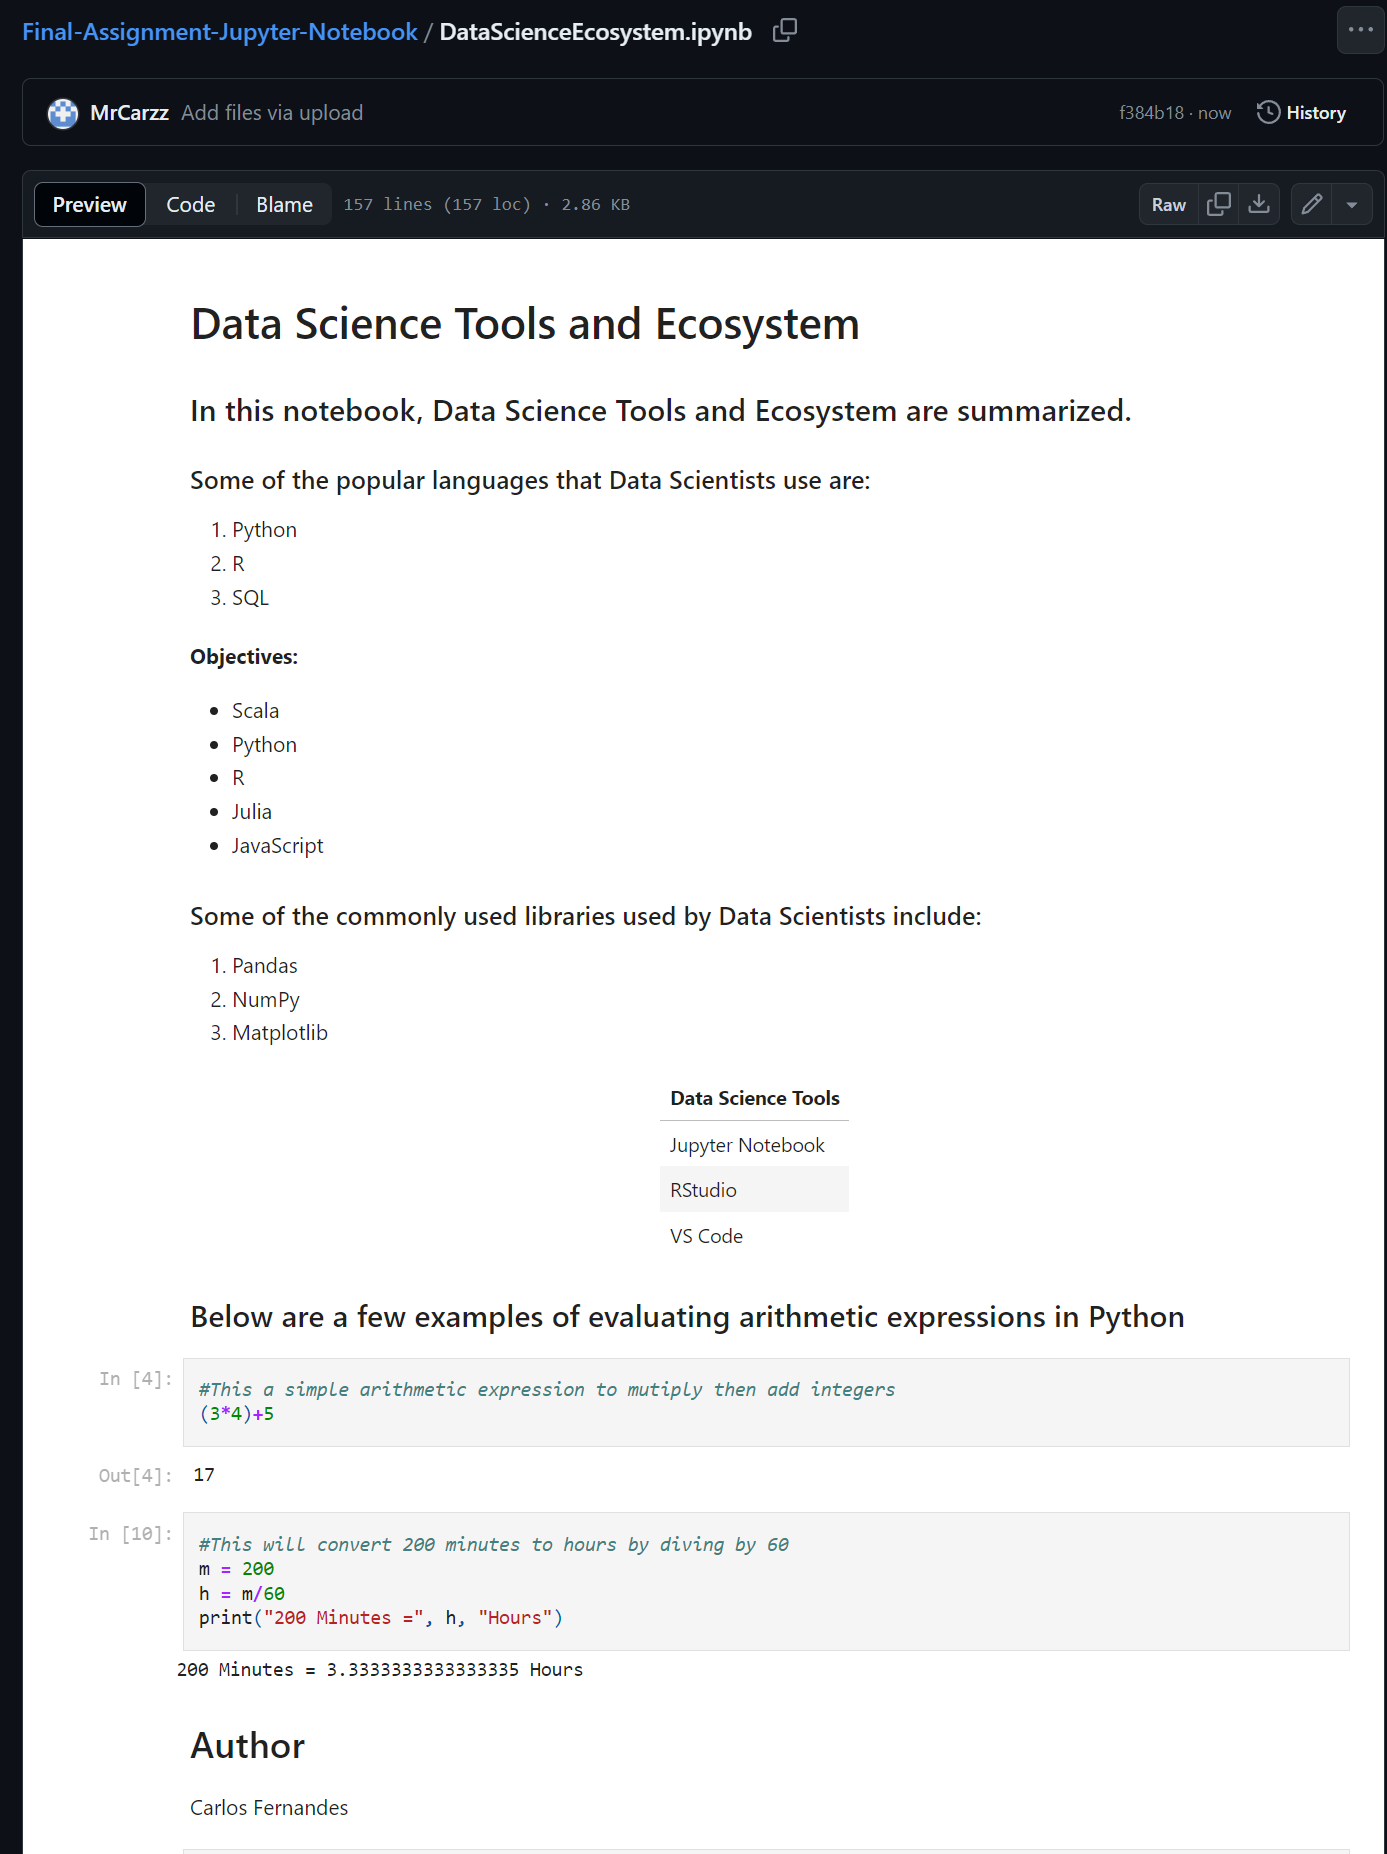 Final-Assignment-Jupyter-Notebook / DataScienceEcosystem.ipynb
MrCarzz Add files via upload f384b18 · now History
Preview Code Blame 157 lines (157 loc) · 2.86 KB Raw
Data Science Tools and Ecosystem
In this notebook, Data Science Tools and Ecosystem are summarized.
Some of the popular languages that Data Scientists use are:
1. Python
2. R
3. SQL
Objectives:
• Scala
• Python
• R
• Julia
• JavaScript
Some of the commonly used libraries used by Data Scientists include:
1. Pandas
2. NumPy
3. Matplotlib
Data Science Tools
Jupyter Notebook
RStudio
VS Code
Below are a few examples of evaluating arithmetic expressions in Python
In [4]: #This a simple arithmetic expression to mutiply then add integers
(3*4)+5
Out[4]: 17
In [10]: #This will convert 200 minutes to hours by diving by 60
m = 200
h = m/60
print("200 Minutes =", h, "Hours")
200 Minutes = 3.3333333333333335 Hours
Author
Carlos Fernandes